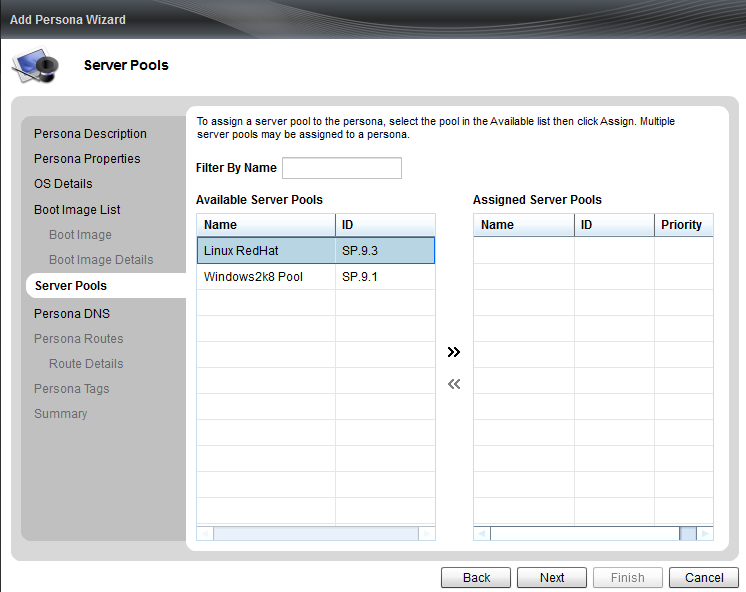 Add Persona Wizard
Server Pools
Persona Description
Persona Properties
OS Details
Boot Image List
Boot Image
Boot Image Details
Server Pools
Persona DNS
Persona Routes
Route Details
Persona Tags
Summary
To assign a server pool to the persona, select the pool in the Available list then click Assign. Multiple
server pools may be assigned to a persona.
Filter By Name
Available Server Pools
Name ID
Linux RedHat SP.9.3
Windows2k8 Pool SP.9.1
Assigned Server Pools
Name ID Priority
Back Next Finish Cancel